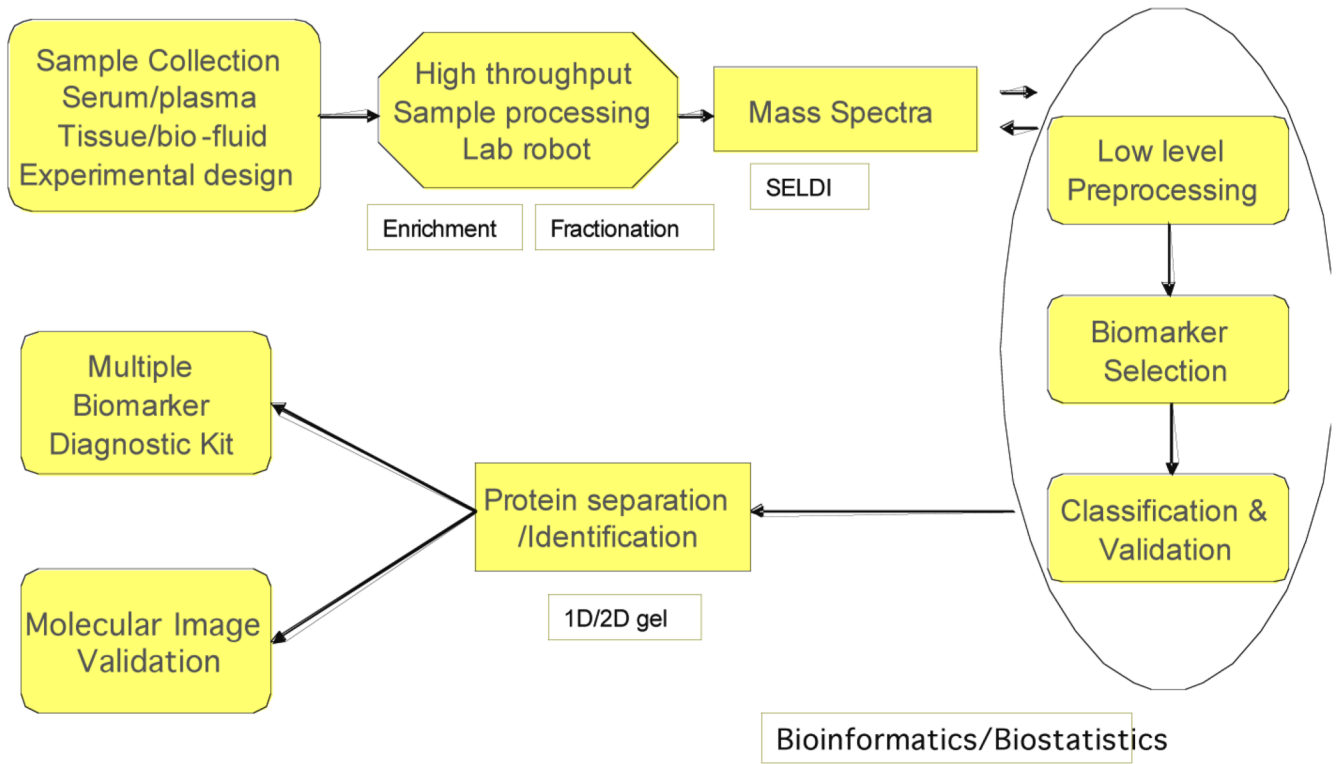 Sample Collection
Serum/plasma
Tissue/bio-fluid
Experimental design
High throughput
Sample processing
Lab robot
Enrichment
Fractionation
Mass Spectra
SELDI
Low level
Preprocessing
Biomarker
Selection
Classification &
Validation
Protein separation
/Identification
1D/2D gel
Multiple
Biomarker
Diagnostic Kit
Molecular Image
Validation
Bioinformatics/Biostatistics